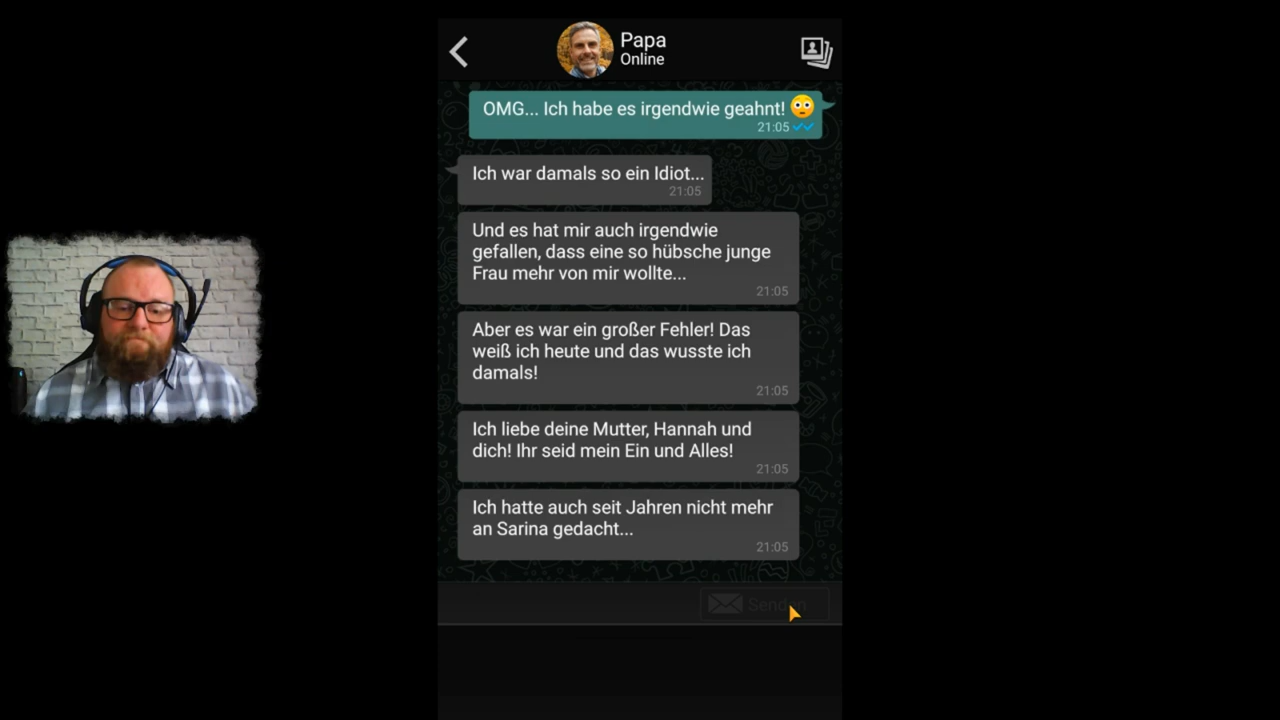 Papa
Online
OMG... Ich habe es irgendwie geahnt! 😳
21:05
Ich war damals so ein Idiot...
21:05
Und es hat mir auch irgendwie
gefallen, dass eine so hübsche junge
Frau mehr von mir wollte...
21:05
Aber es war ein großer Fehler! Das
weiß ich heute und das wusste ich
damals!
21:05
Ich liebe deine Mutter, Hannah und
dich! Ihr seid mein Ein und Alles!
21:05
Ich hatte auch seit Jahren nicht mehr
an Sarina gedacht...
21:05
Senden